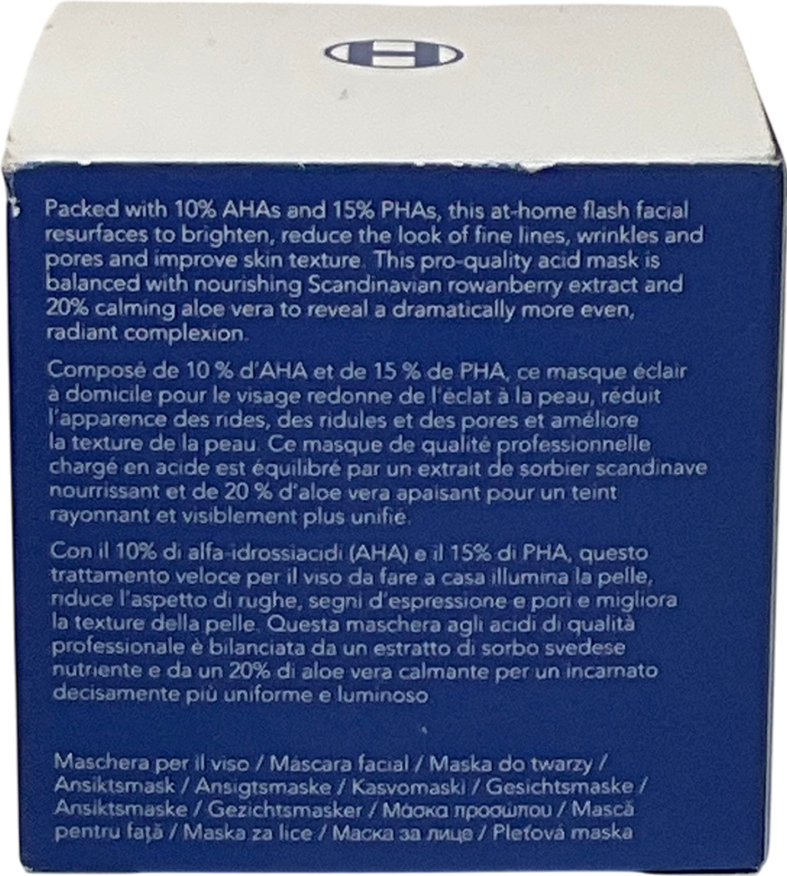 H
Packed with 10% AHAs and 15% PHAs, this at-home flash facial
resurfaces to brighten, reduce the look of fine lines, wrinkles and
pores and improve skin texture. This pro-quality acid mask is
balanced with nourishing Scandinavian rowanberry extract and
20% calming aloe vera to reveal a dramatically more even,
radiant complexion.
Composé de 10 % d'AHA et de 15 % de PHA, ce masque éclair
à domicile pour le visage redonne de l'éclat à la peau, réduit
l'apparence des rides, des ridules et des pores et améliore
la texture de la peau. Ce masque de qualité professionnelle
chargé en acide est équilibré par un extrait de sorbier scandinave
nourrissant et de 20 % d'aloe vera apaisant pour un teint
rayonnant et visiblement plus unifié.
Con il 10% di alfa-idrossiacidi (AHA) e il 15% di PHA, questo
trattamento veloce per il viso da fare a casa illumina la pelle,
riduce l'aspetto di rughe, segni d'espressione e pori e migliora
la texture della pelle. Questa maschera agli acidi di qualità
professionale è bilanciata da un estratto di sorbo svedese
nutriente e da un 20% di aloe vera calmante per un incarnato
decisamente più uniforme e luminoso
Maschera per il viso / Máscara facial / Maska do twarzy /
Ansiktsmask / Ansigtsmaske / Kasvomaski / Gesichtsmaske /
Ansiktsmaske / Gezichtsmasker / Μάσκα προσώπου / Mască
pentru față / Maska za lice / Маска за лице / Pleťová maska